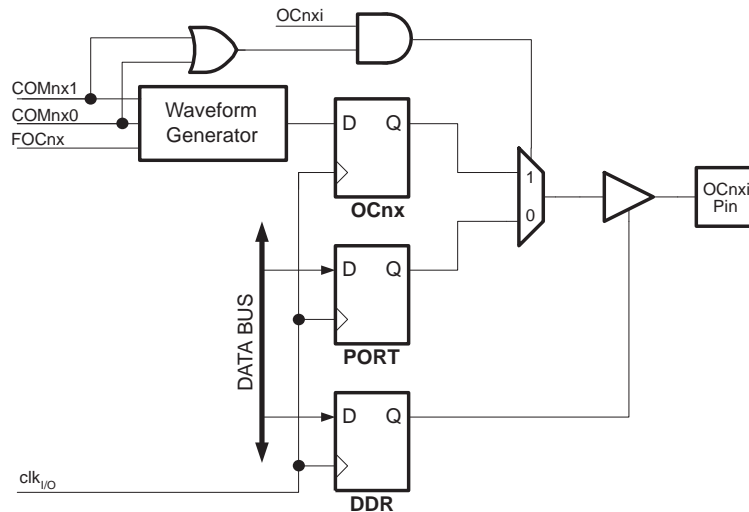 OCnxi
COMnx1
COMnx0
FOCnx
Waveform
Generator
D Q
OCnx
1
0
OCnxi
Pin
D Q
PORT
DATA BUS
D Q
DDR
clkI/O